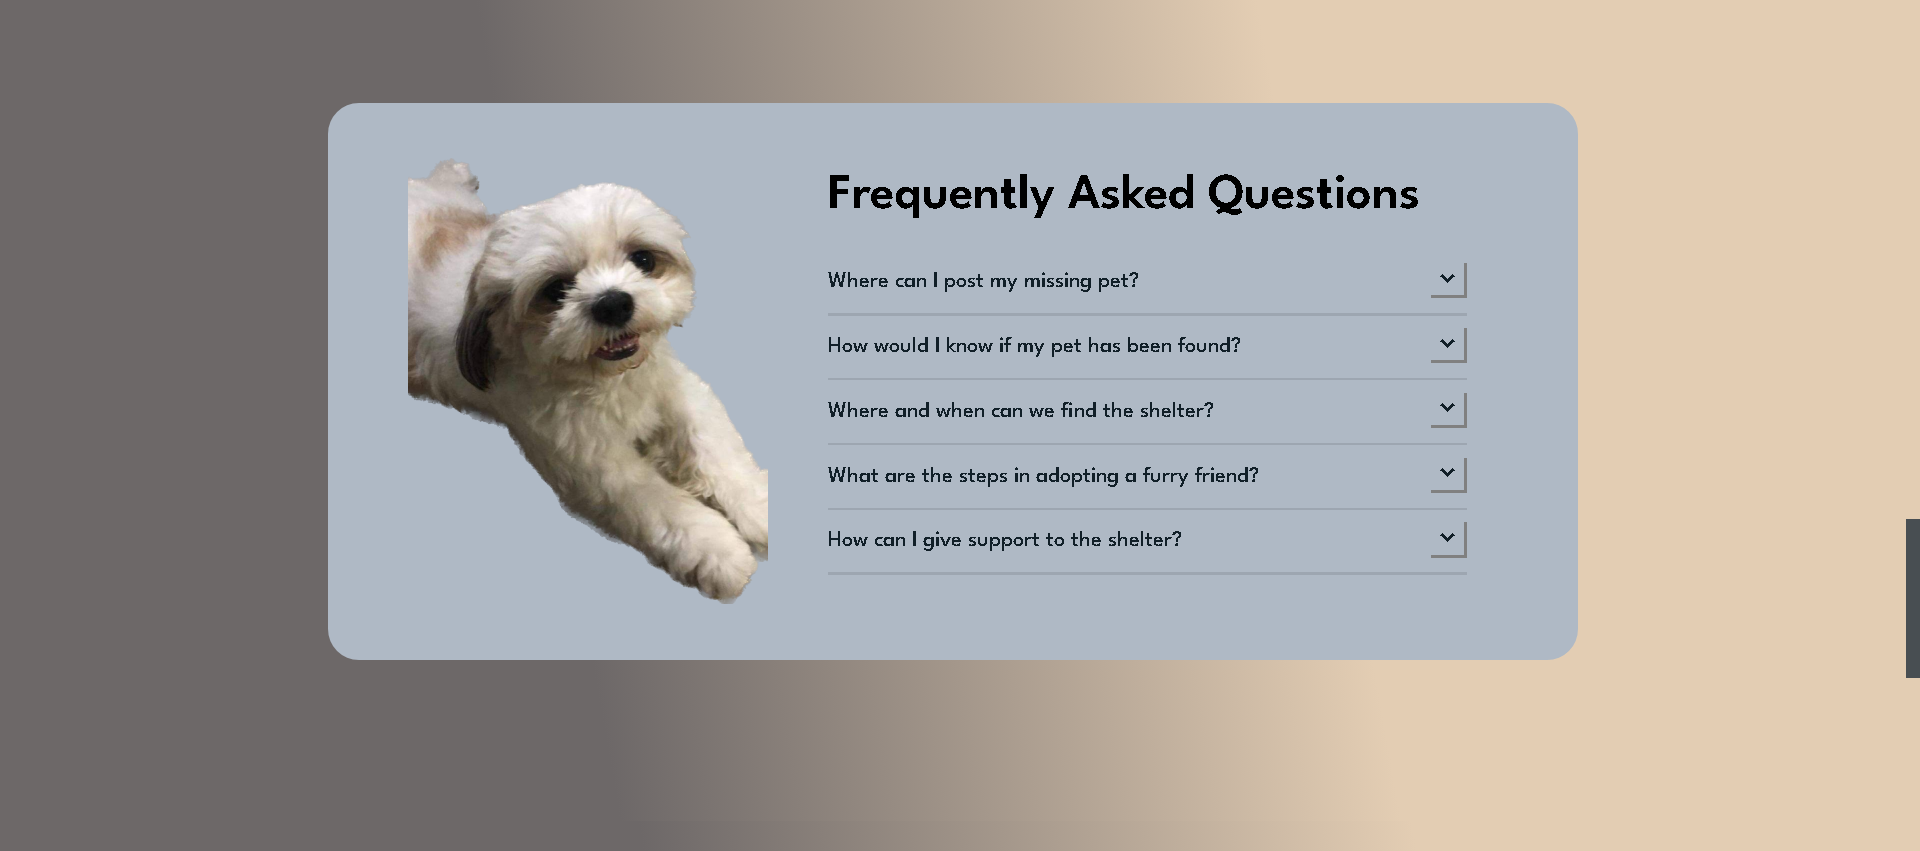 Frequently Asked Questions
Where can I post my missing pet?
How would I know if my pet has been found?
Where and when can we find the shelter?
What are the steps in adopting a furry friend?
How can I give support to the shelter?